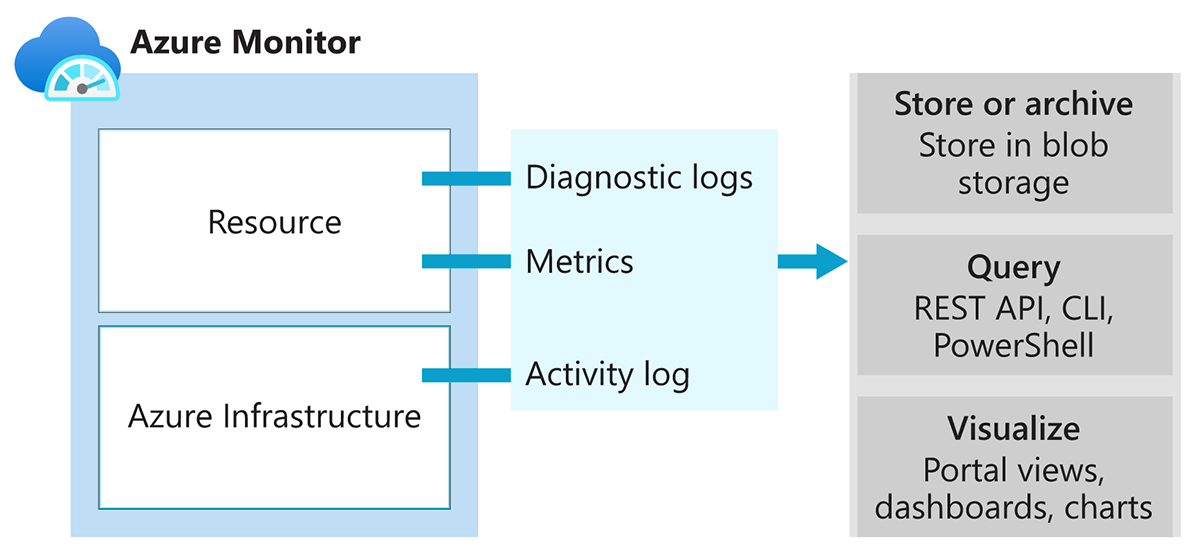 Azure Monitor
Resource
Azure Infrastructure
Diagnostic logs
Metrics
Activity log
Store or archive
Store in blob
storage
Query
REST API, CLI,
PowerShell
Visualize
Portal views,
dashboards, charts